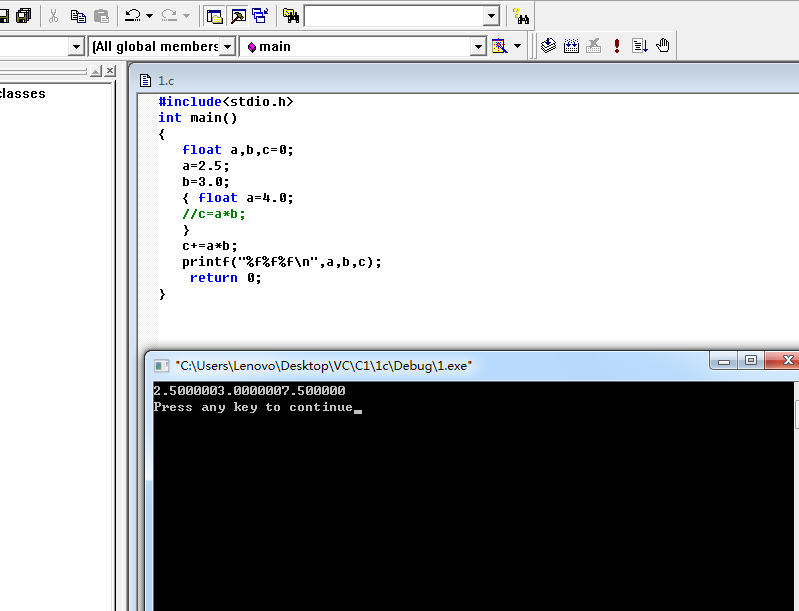 (All global members
main
classes
1.c
#include<stdio.h>
int main()
{
float a,b,c=0;
a=2.5;
b=3.0;
{ float a=4.0;
//c=a*b;
}
c+=a*b;
printf("%f%f%f\n",a,b,c);
return 0;
}
"C:\Users\Lenovo\Desktop\VC\C1\1c\Debug\1.exe"
2.5000003.0000007.500000
Press any key to continue